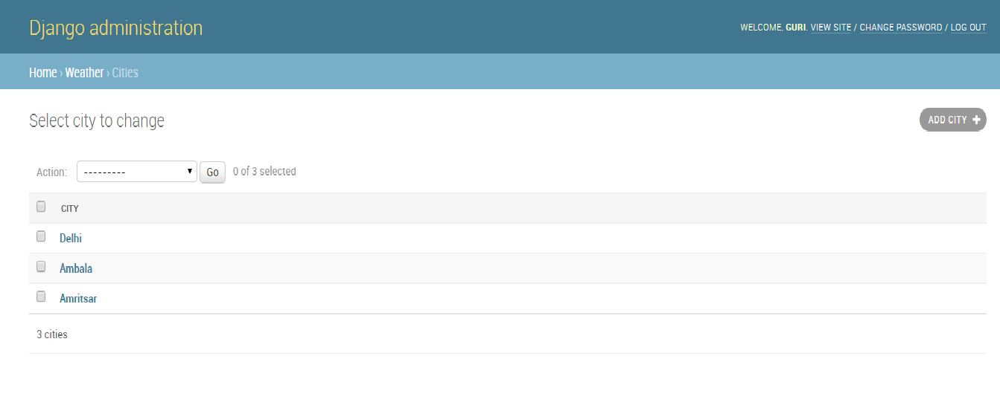 Django administration
WELCOME, GURI. VIEW SITE / CHANGE PASSWORD / LOG OUT
Home › Weather › Cities
Select city to change
ADD CITY +
Action: --------- Go 0 of 3 selected
CITY
Delhi
Ambala
Amritsar
3 cities